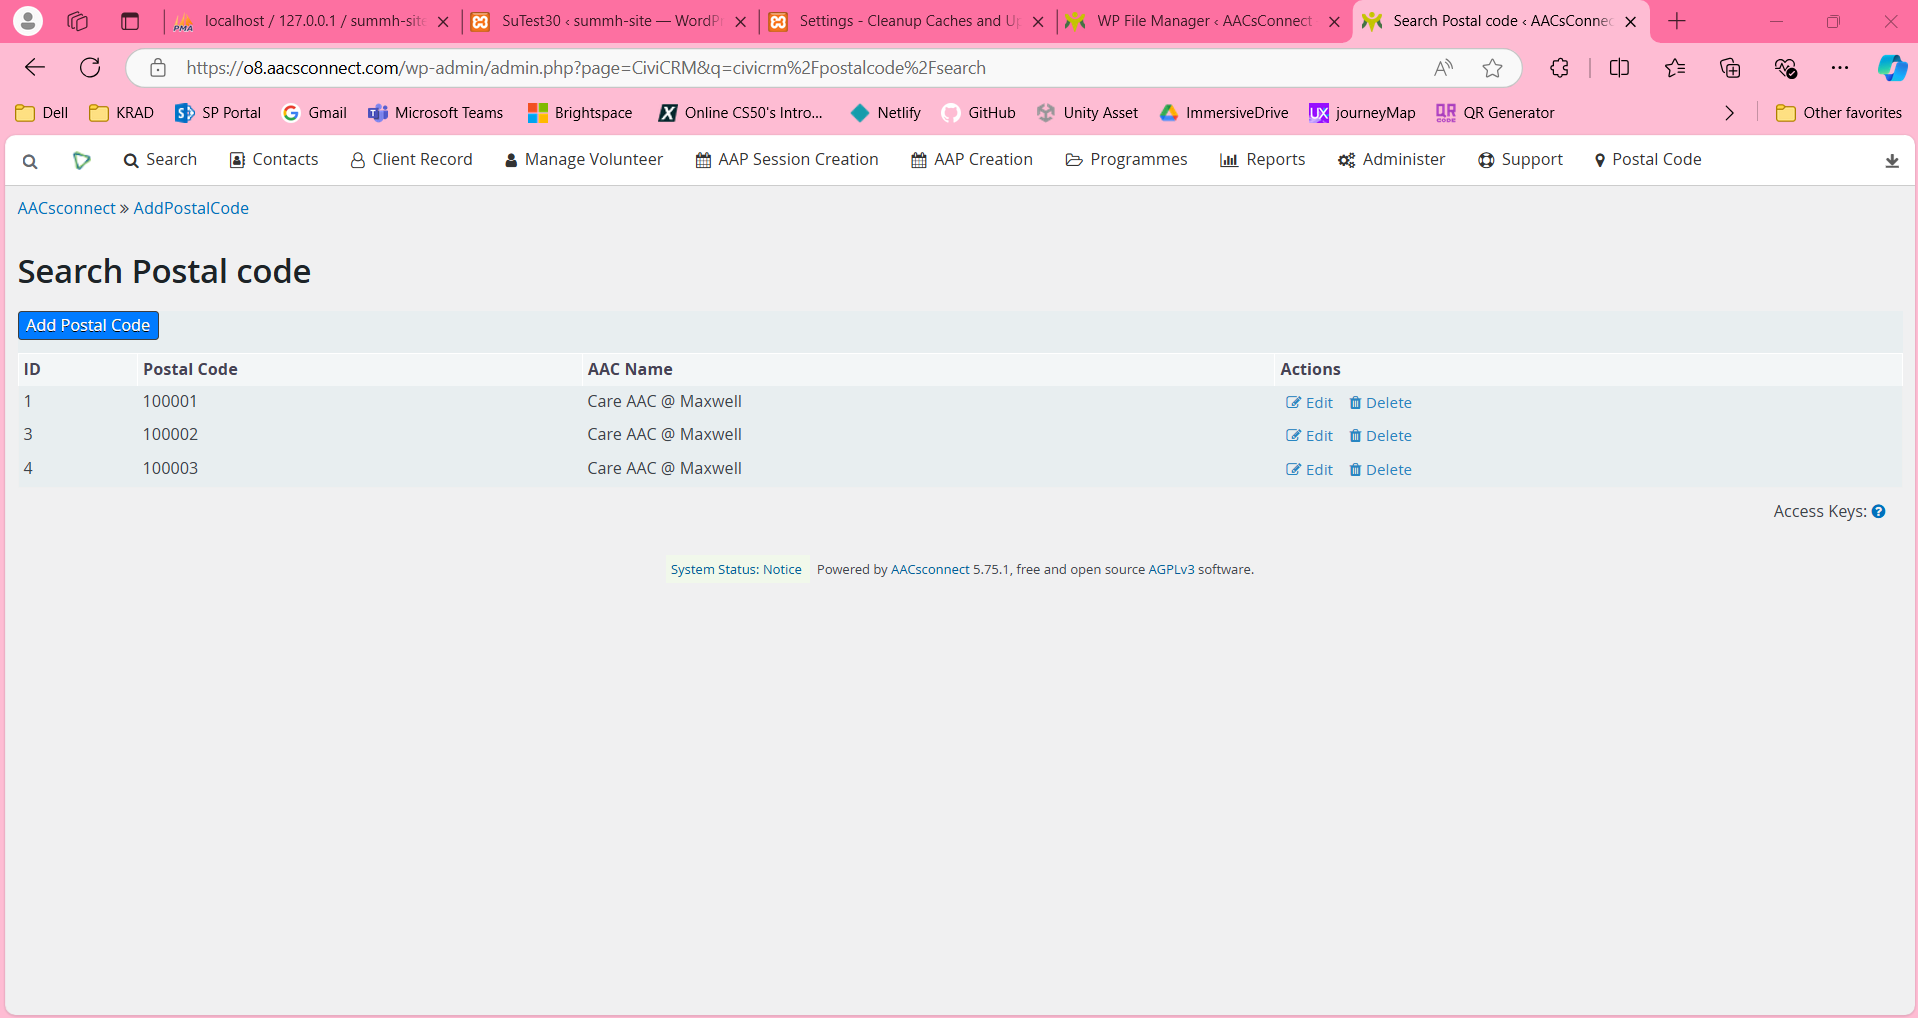 localhost / 127.0.0.1 / summh-site
SuTest30 ‹ summh-site — WordPr
Settings - Cleanup Caches and Up
WP File Manager ‹ AACsConnect
Search Postal code ‹ AACsConnec
https://o8.aacsconnect.com/wp-admin/admin.php?page=CiviCRM&q=civicrm%2Fpostalcode%2Fsearch
Dell
KRAD
SP Portal
Gmail
Microsoft Teams
Brightspace
Online CS50's Intro...
Netlify
GitHub
Unity Asset
ImmersiveDrive
journeyMap
QR Generator
Other favorites
Search
Contacts
Client Record
Manage Volunteer
AAP Session Creation
AAP Creation
Programmes
Reports
Administer
Support
Postal Code
AACsconnect » AddPostalCode
Search Postal code
Add Postal Code
ID Postal Code AAC Name Actions
1 100001 Care AAC @ Maxwell Edit Delete
3 100002 Care AAC @ Maxwell Edit Delete
4 100003 Care AAC @ Maxwell Edit Delete
Access Keys: ?
System Status: Notice Powered by AACsconnect 5.75.1, free and open source AGPLv3 software.